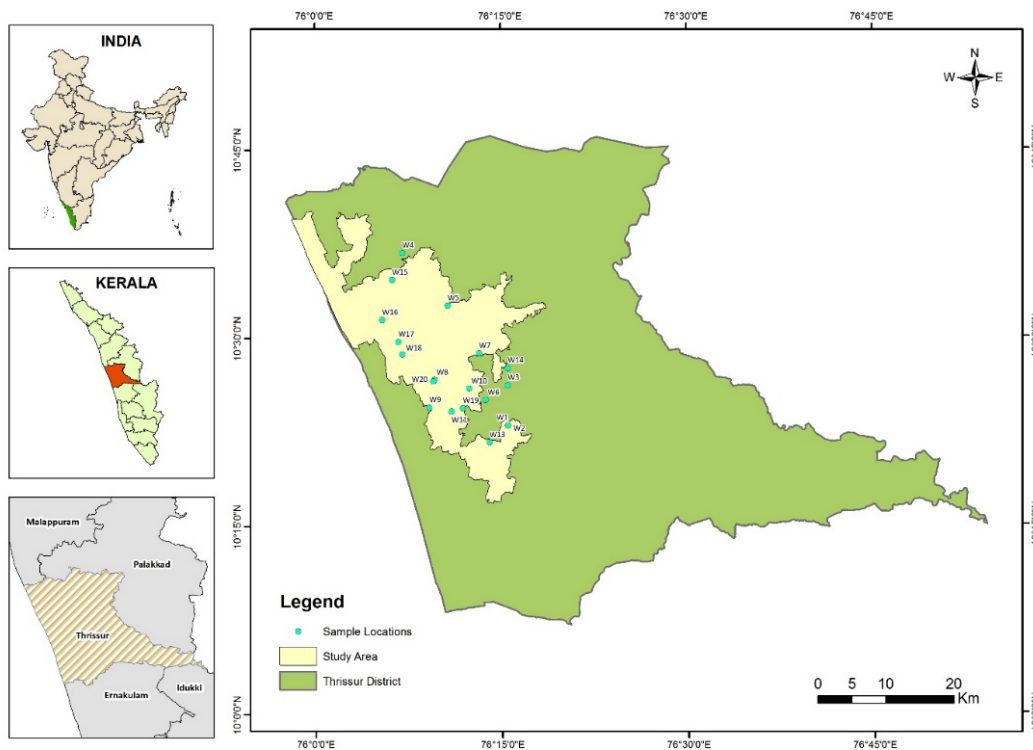 INDIA
KERALA
Malappuram
Palakkad
Thrissur
Ernakulam
Idukki
76°0'0"E
76°15'0"E
76°30'0"E
76°45'0"E
N
W E
S
10°45'0"N
10°30'0"N
10°15'0"N
10°0'0"N
W4
W15
W5
W16
W17
W18
W7
W14
W3
W20
W8
W10
W6
W9
W19
W1
W2
W13
Legend
Sample Locations
Study Area
Thrissur District
0 5 10 20
Km
76°0'0"E
76°15'0"E
76°30'0"E
76°45'0"E